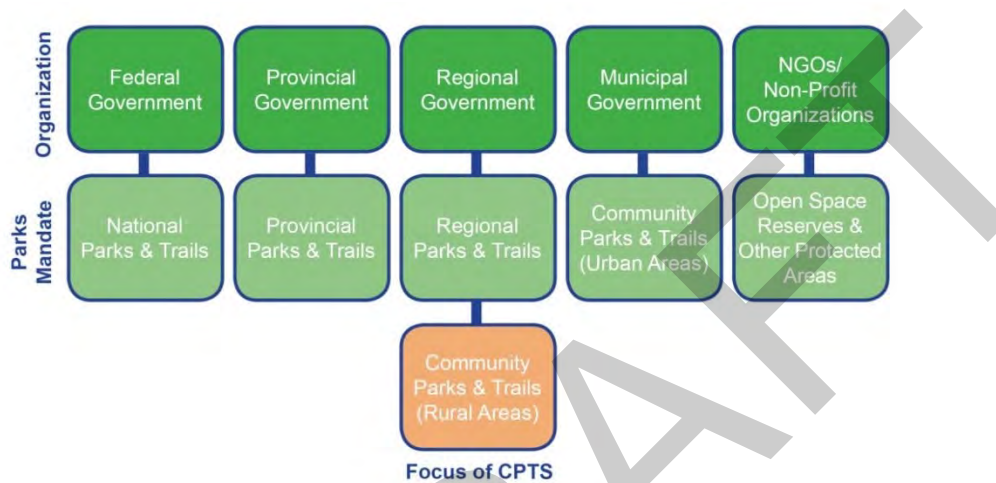 Organization
Federal
Government
Provincial
Government
Regional
Government
Municipal
Government
NGOs/
Non-Profit
Organizations
Parks
Mandate
National
Parks & Trails
Provincial
Parks & Trails
Regional
Parks & Trails
Community
Parks & Trails
(Urban Areas)
Open Space
Reserves &
Other Protected
Areas
Community
Parks & Trails
(Rural Areas)
Focus of CPTS